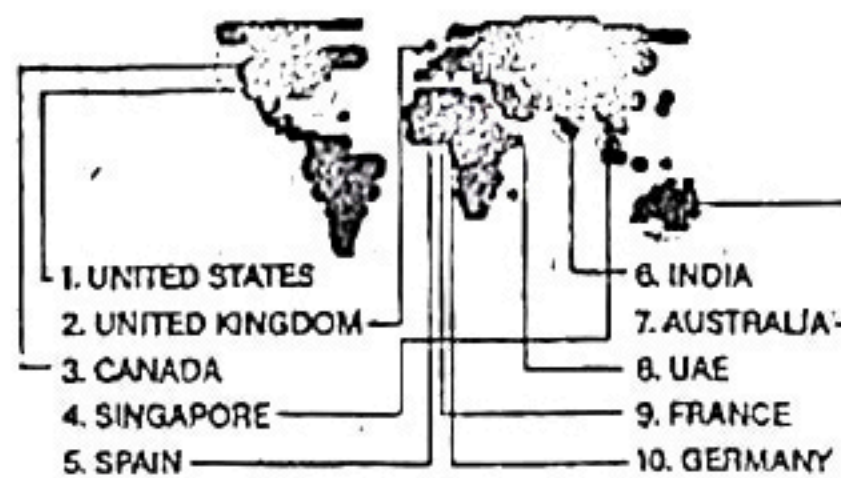 1. UNITED STATES
2. UNITED KINGDOM
3. CANADA
4. SINGAPORE
5. SPAIN
6. INDIA
7. AUSTRALIA
8. UAE
9. FRANCE
10. GERMANY